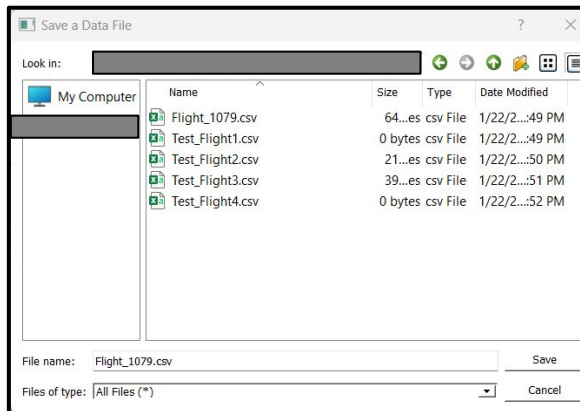 Save a Data File ?
Look in:
My Computer
Name Size Type Date Modified
Flight_1079.csv 64...es csv File 1/22/2...:49 PM
Test_Flight1.csv 0 bytes csv File 1/22/2...:49 PM
Test_Flight2.csv 21...es csv File 1/22/2...:50 PM
Test_Flight3.csv 39...es csv File 1/22/2...:51 PM
Test_Flight4.csv 0 bytes csv File 1/22/2...:52 PM
File name: Flight_1079.csv Save
Files of type: All Files (*) Cancel